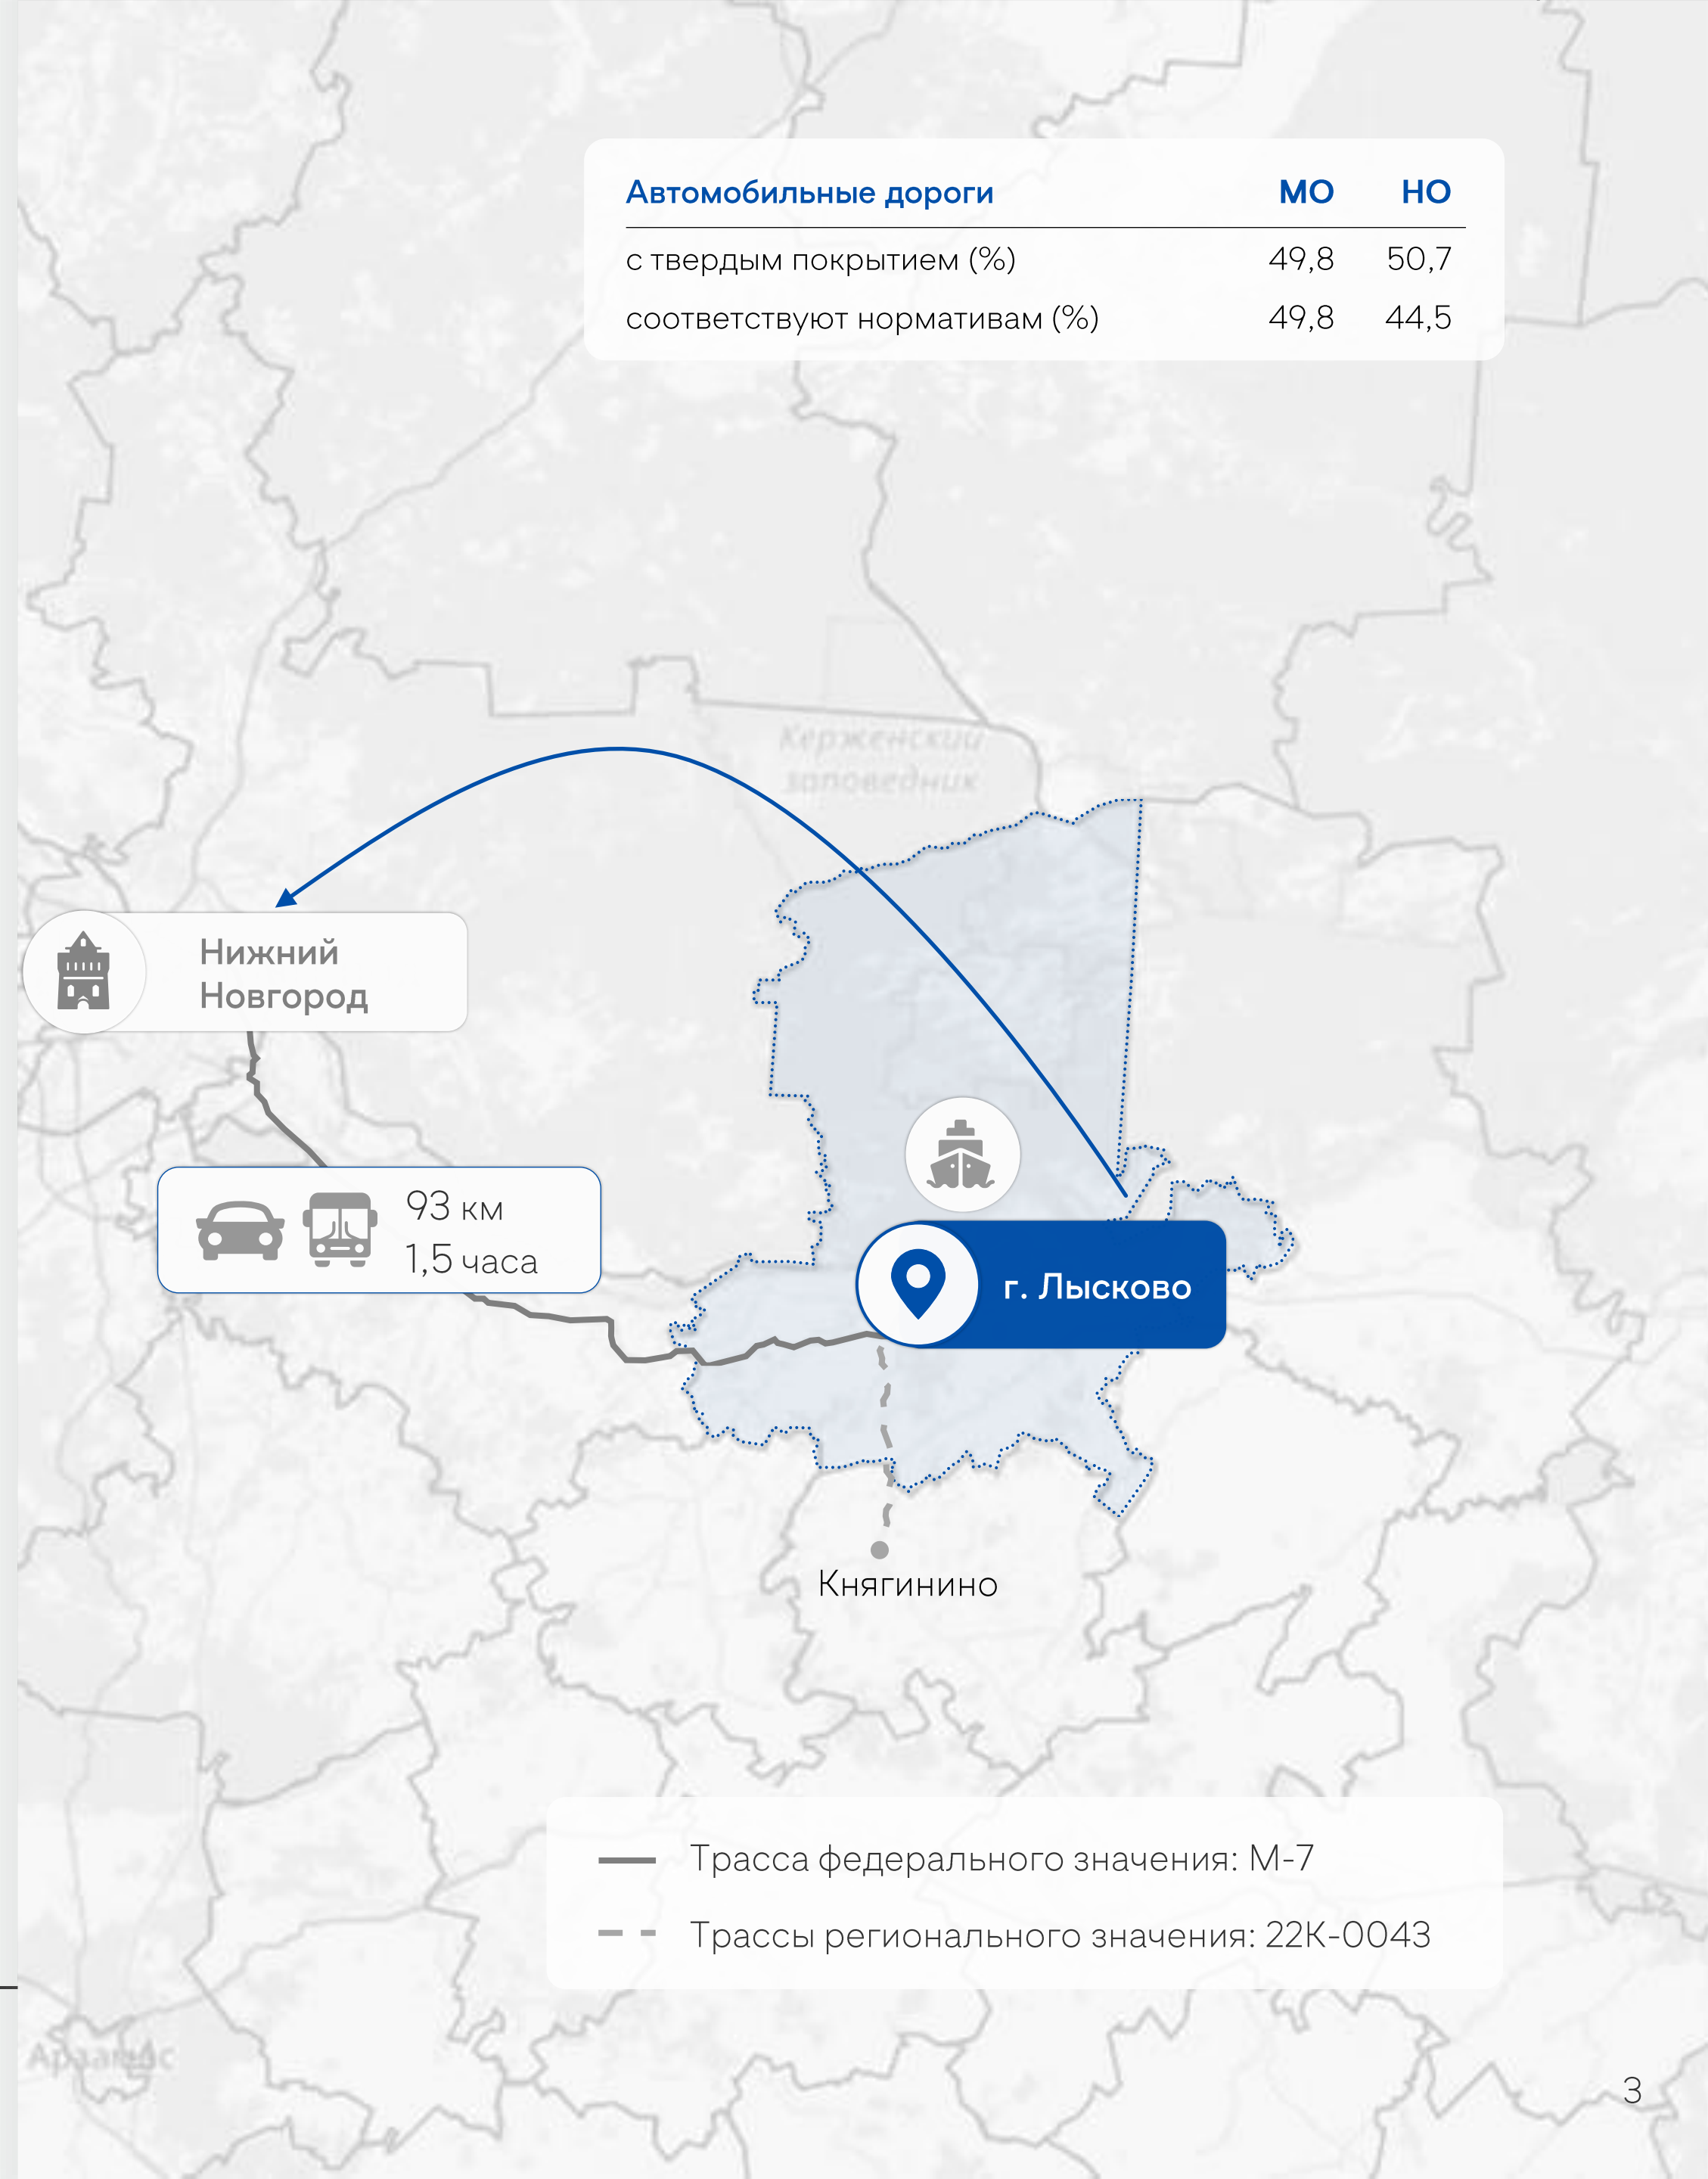 Автомобильные дороги МО НО
с твердым покрытием (%) 49,8 50,7
соответствуют нормативам (%) 49,8 44,5
Керженский
заповедник
Нижний
Новгород
93 км
1,5 часа
г. Лысково
Княгинино
Трасса федерального значения: М-7
Трассы регионального значения: 22К-0043
Арзамас
3